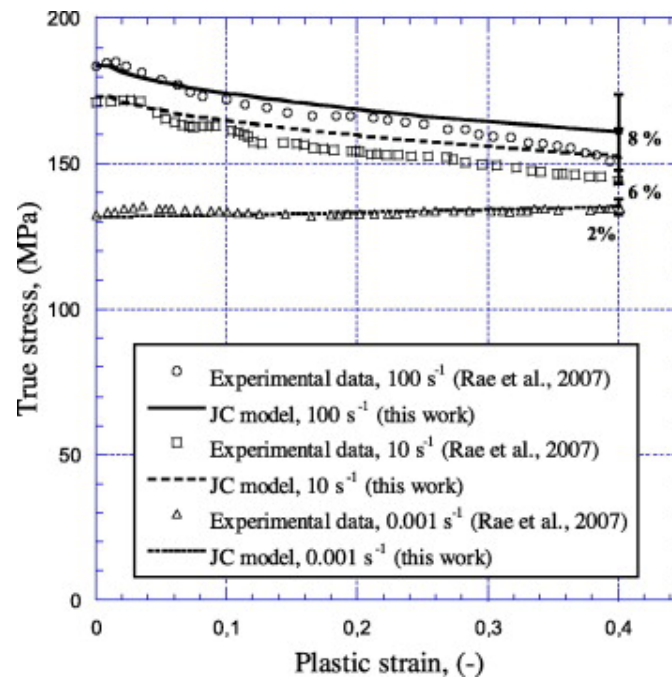 200
150
100
50
0
True stress, (MPa)
8 %
6 %
2%
Experimental data, 100 s⁻¹ (Rae et al., 2007)
JC model, 100 s⁻¹ (this work)
Experimental data, 10 s⁻¹ (Rae et al., 2007)
JC model, 10 s⁻¹ (this work)
Experimental data, 0.001 s⁻¹ (Rae et al., 2007)
JC model, 0.001 s⁻¹ (this work)
0 0,1 0,2 0,3 0,4
Plastic strain, (-)